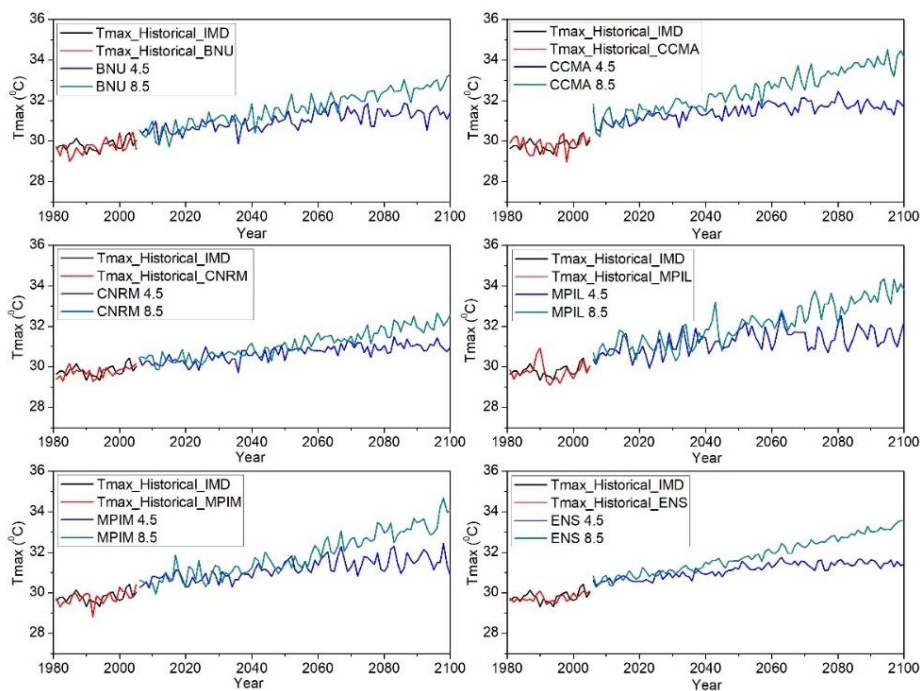 36
34
32
30
28
Tmax (⁰C)
Tmax_Historical_IMD
Tmax_Historical_BNU
BNU 4.5
BNU 8.5
1980 2000 2020 2040 2060 2080 2100
Year
36
34
32
30
28
Tmax (⁰C)
Tmax_Historical_IMD
Tmax_Historical_CCMA
CCMA 4.5
CCMA 8.5
1980 2000 2020 2040 2060 2080 2100
Year
36
34
32
30
28
Tmax (⁰C)
Tmax_Historical_IMD
Tmax_Historical_CNRM
CNRM 4.5
CNRM 8.5
1980 2000 2020 2040 2060 2080 2100
Year
36
34
32
30
28
Tmax (⁰C)
Tmax_Historical_IMD
Tmax_Historical_MPIL
MPIL 4.5
MPIL 8.5
1980 2000 2020 2040 2060 2080 2100
Year
36
34
32
30
28
Tmax (⁰C)
Tmax_Historical_IMD
Tmax_Historical_MPIM
MPIM 4.5
MPIM 8.5
1980 2000 2020 2040 2060 2080 2100
Year
36
34
32
30
28
Tmax (⁰C)
Tmax_Historical_IMD
Tmax_Historical_ENS
ENS 4.5
ENS 8.5
1980 2000 2020 2040 2060 2080 2100
Year